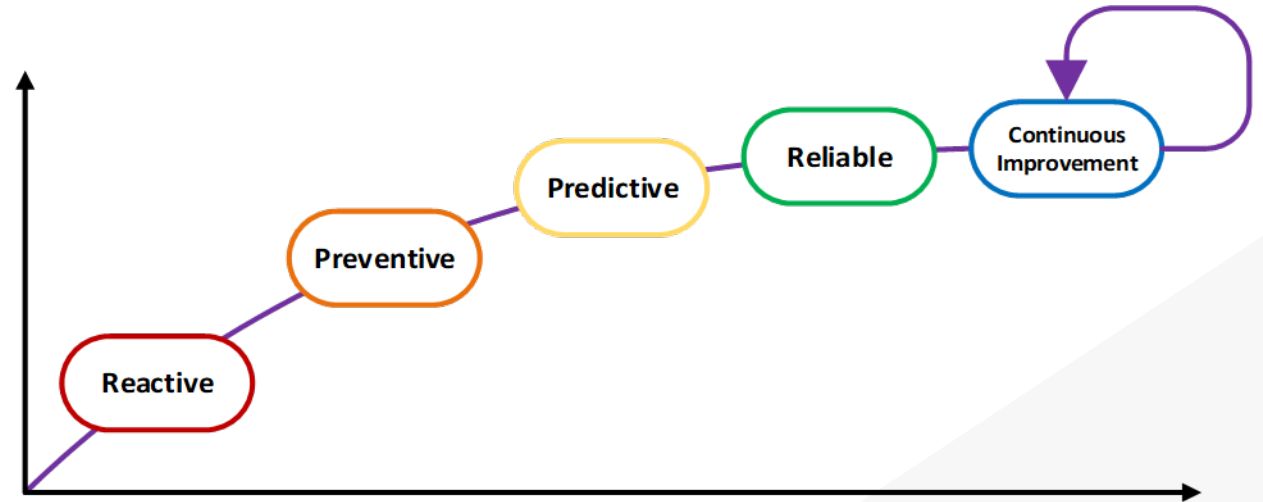 Reactive
Preventive
Predictive
Reliable
Continuous
Improvement